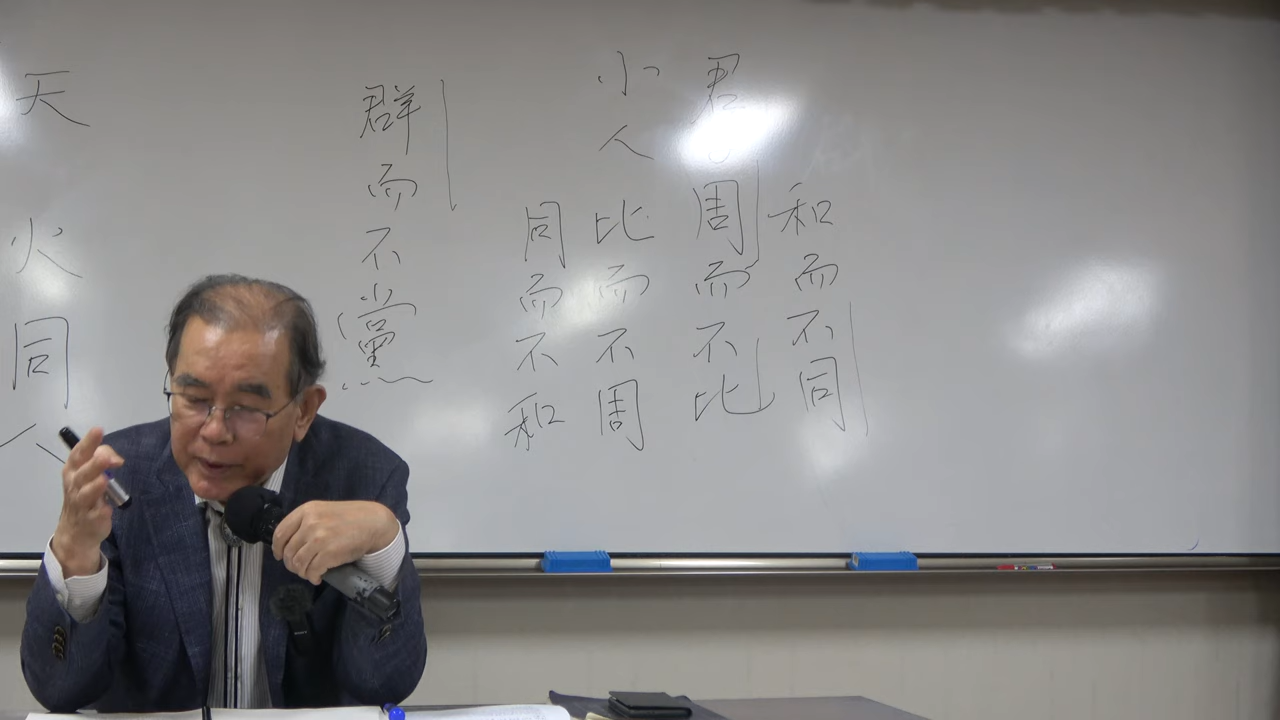 和而不同
君
周而不比
小人
比而不周
同而不和
群而不黨
天火同人